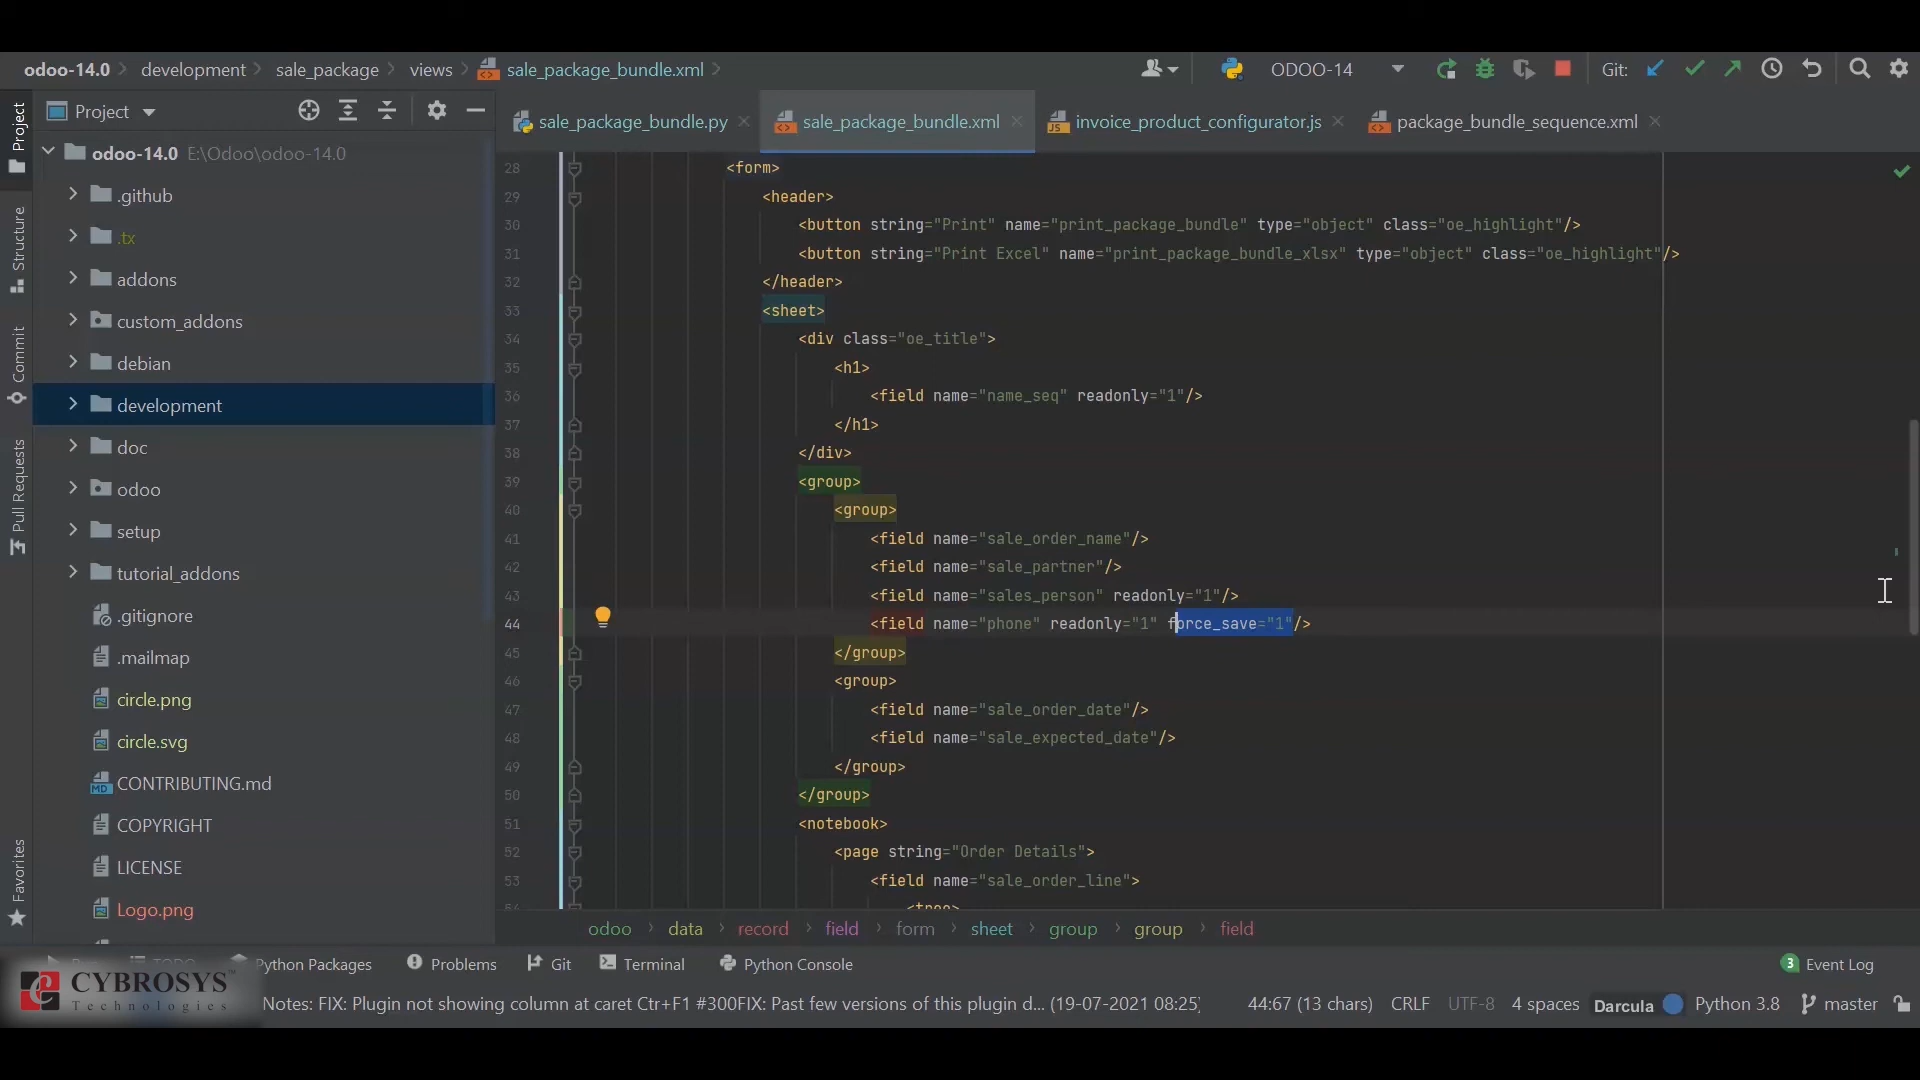 odoo-14.0 development sale_package views sale_package_bundle.xml ODOO-14 Git:
Project
sale_package_bundle.py sale_package_bundle.xml invoice_product_configurator.js package_bundle_sequence.xml
Project
Structure
Commit
Pull Requests
Favorites
odoo-14.0 E:\Odoo\odoo-14.0
.github
.tx
addons
custom_addons
debian
development
doc
odoo
setup
tutorial_addons
.gitignore
.mailmap
circle.png
circle.svg
CONTRIBUTING.md
COPYRIGHT
LICENSE
Logo.png
28 <form>
29 <header>
30 <button string="Print" name="print_package_bundle" type="object" class="oe_highlight"/>
31 <button string="Print Excel" name="print_package_bundle_xlsx" type="object" class="oe_highlight"/>
32 </header>
33 <sheet>
34 <div class="oe_title">
35 <h1>
36 <field name="name_seq" readonly="1"/>
37 </h1>
38 </div>
39 <group>
40 <group>
41 <field name="sale_order_name"/>
42 <field name="sale_partner"/>
43 <field name="sales_person" readonly="1"/>
44 <field name="phone" readonly="1" force_save="1"/>
45 </group>
46 <group>
47 <field name="sale_order_date"/>
48 <field name="sale_expected_date"/>
49 </group>
50 </group>
51 <notebook>
52 <page string="Order Details">
53 <field name="sale_order_line">
<tree>
odoo data record field form sheet group group field
Python Packages Problems Git Terminal Python Console 3 Event Log
CYBROSYS
Technologies
Notes: FIX: Plugin not showing column at caret Ctr+F1 #300FIX: Past few versions of this plugin d... (19-07-2021 08:25) 44:67 (13 chars) CRLF UTF-8 4 spaces Darcula Python 3.8 master